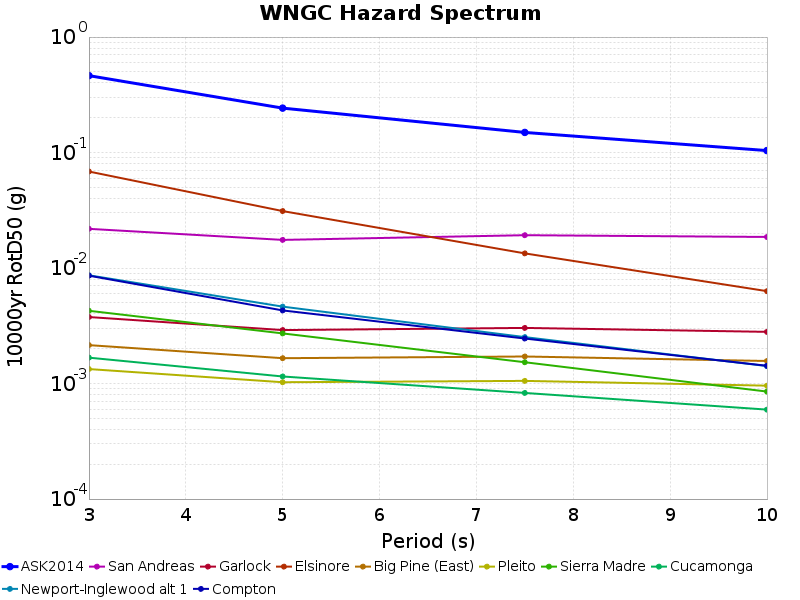 WNGC Hazard Spectrum
10000yr RotD50 (g)
10^0
10^-1
10^-2
10^-3
10^-4
3 4 5 6 7 8 9 10
Period (s)
ASK2014 San Andreas Garlock Elsinore Big Pine (East) Pleito Sierra Madre Cucamonga
Newport-Inglewood alt 1 Compton